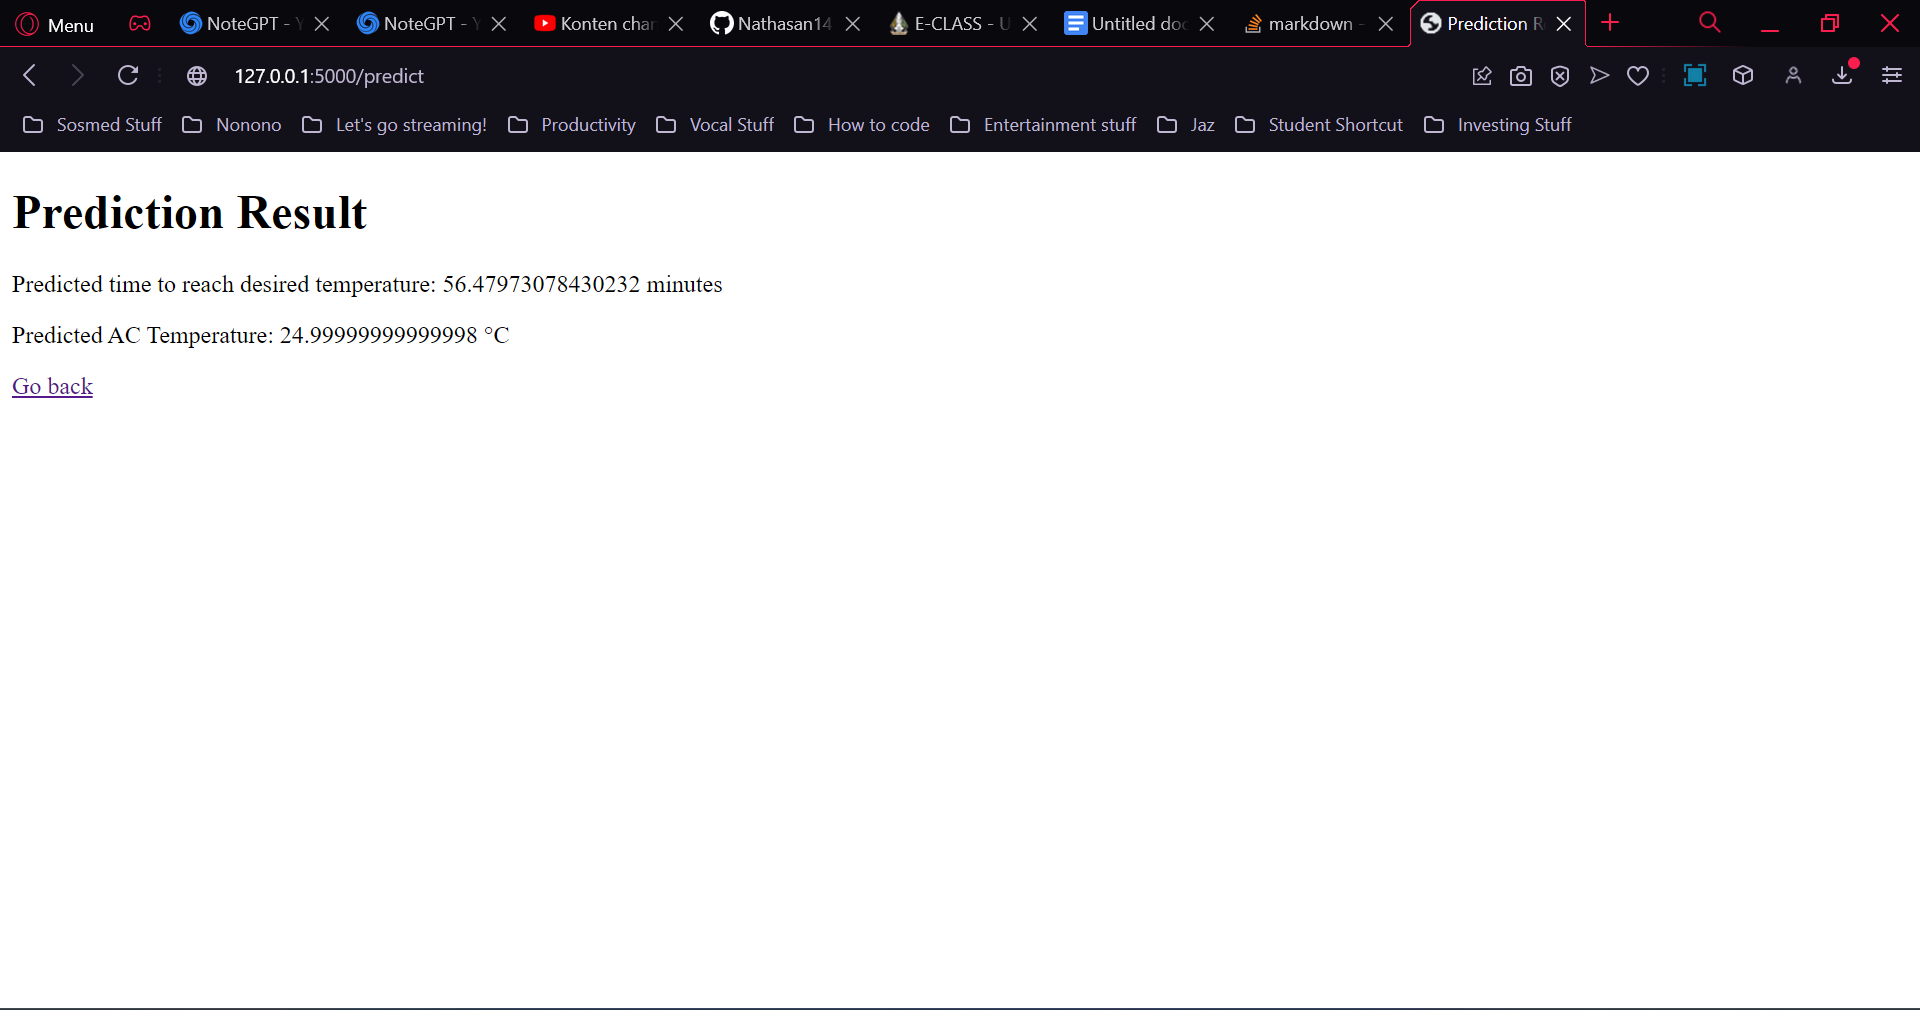 Menu
NoteGPT - Y
NoteGPT - Y
Konten char
Nathasan14
E-CLASS - U
Untitled doc
markdown -
Prediction R
127.0.0.1:5000/predict
Sosmed Stuff
Nonono
Let's go streaming!
Productivity
Vocal Stuff
How to code
Entertainment stuff
Jaz
Student Shortcut
Investing Stuff
Prediction Result
Predicted time to reach desired temperature: 56.47973078430232 minutes
Predicted AC Temperature: 24.99999999999998 °C
Go back